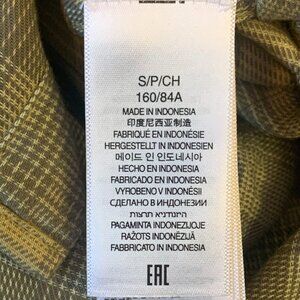 S/P/CH
160/84A
MADE IN INDONESIA
印度尼西亚制造
FABRIQUÉ EN INDONÉSIE
HERGESTELLT IN INDONESIEN
메이드 인 인도네시아
HECHO EN INDONESIA
FABRICADO EN INDONESIA
VYROBENO V INDONÉSII
СДЕЛАНО В ИНДОНЕЗИИ
תוצרת אינדונזיה
PAGAMINTA INDONEZIJOJE
RAŽOTS INDONĒZIJĀ
FABBRICATO IN INDONESIA
EAC